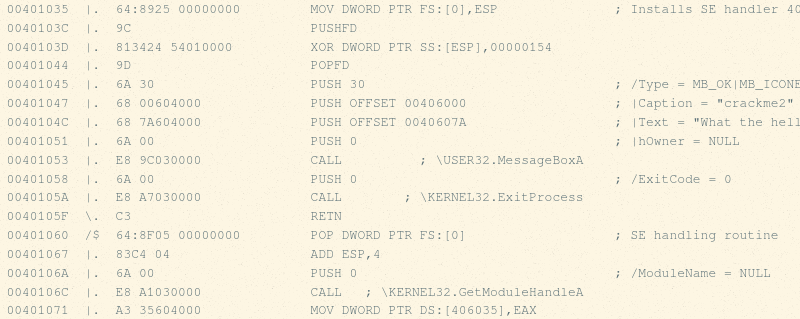 00401035 |. 64:8925 00000000 MOV DWORD PTR FS:[0],ESP ; Installs SE handler 40
0040103C |. 9C PUSHFD
0040103D |. 813424 54010000 XOR DWORD PTR SS:[ESP],00000154
00401044 |. 9D POPFD
00401045 |. 6A 30 PUSH 30 ; /Type = MB_OK|MB_ICONE
00401047 |. 68 00604000 PUSH OFFSET 00406000 ; |Caption = "crackme2"
0040104C |. 68 7A604000 PUSH OFFSET 0040607A ; |Text = "What the hell
00401051 |. 6A 00 PUSH 0 ; |hOwner = NULL
00401053 |. E8 9C030000 CALL ; \USER32.MessageBoxA
00401058 |. 6A 00 PUSH 0 ; /ExitCode = 0
0040105A |. E8 A7030000 CALL ; \KERNEL32.ExitProcess
0040105F \. C3 RETN
00401060 /$ 64:8F05 00000000 POP DWORD PTR FS:[0] ; SE handling routine
00401067 |. 83C4 04 ADD ESP,4
0040106A |. 6A 00 PUSH 0 ; /ModuleName = NULL
0040106C |. E8 A1030000 CALL ; \KERNEL32.GetModuleHandleA
00401071 |. A3 35604000 MOV DWORD PTR DS:[406035],EAX